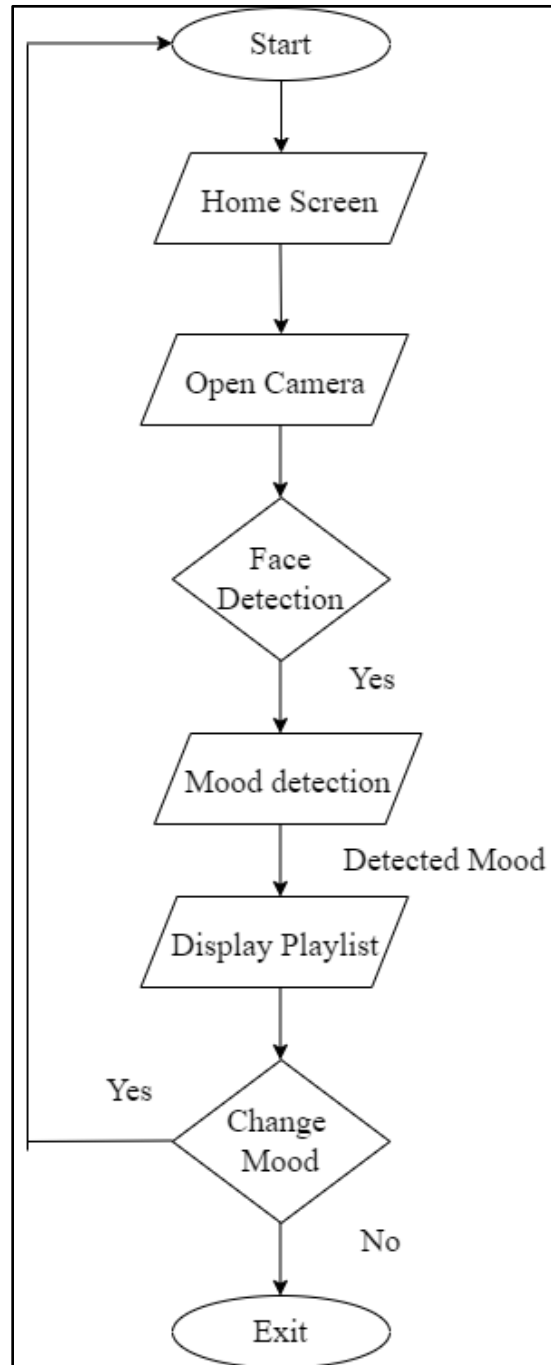 Start
Home Screen
Open Camera
Face
Detection
Yes
Mood detection
Detected Mood
Display Playlist
Yes
Change
Mood
No
Exit